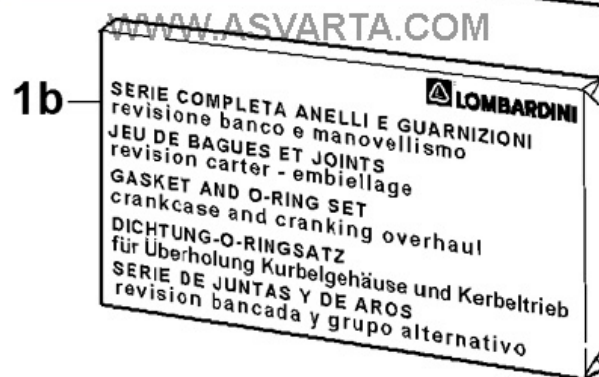 WWW.ASVARTA.COM
1b
LOMBARDINI
SERIE COMPLETA ANELLI E GUARNIZIONI
revisione banco e manovellismo
JEU DE BAGUES ET JOINTS
revision carter - embiellage
GASKET AND O-RING SET
crankcase and cranking overhaul
DICHTUNG-O-RINGSATZ
für Überholung Kurbelgehäuse und Kerbeltrieb
SERIE DE JUNTAS Y DE AROS
revision bancada y grupo alternativo